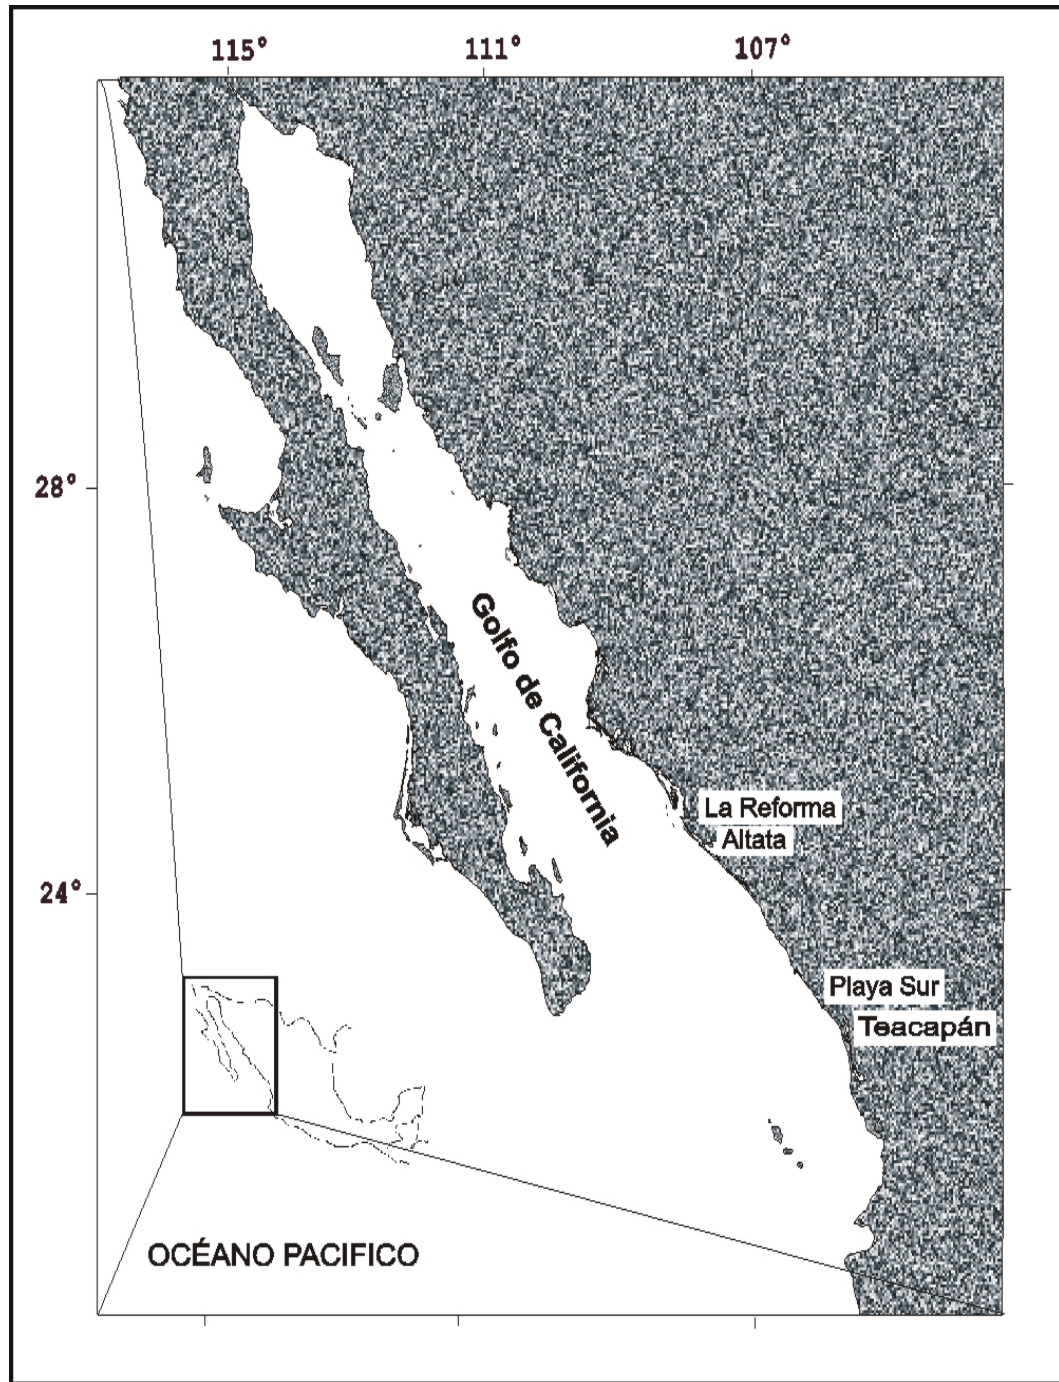 115° 111° 107°
28°
Golfo de California
La Reforma
Altata
24°
Playa Sur
Teacapán
OCÉANO PACIFICO